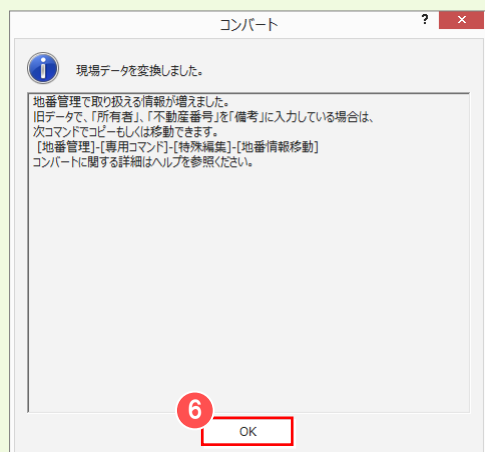 コンバート
?
×
現場データを変換しました。
地番管理で取り扱える情報が増えました。
旧データで、「所有者」、「不動産番号」を「備考」に入力している場合は、
次コマンドでコピーもしくは移動できます。
[地番管理]-[専用コマンド]-[特殊編集]-[地番情報移動]
コンバートに関する詳細はヘルプを参照ください。
6
OK